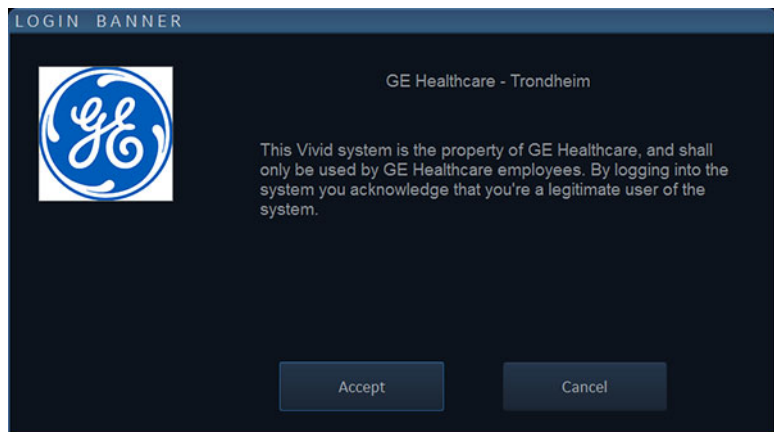 LOGIN BANNER
GE
GE Healthcare - Trondheim
This Vivid system is the property of GE Healthcare, and shall
only be used by GE Healthcare employees. By logging into the
system you acknowledge that you're a legitimate user of the
system.
Accept
Cancel